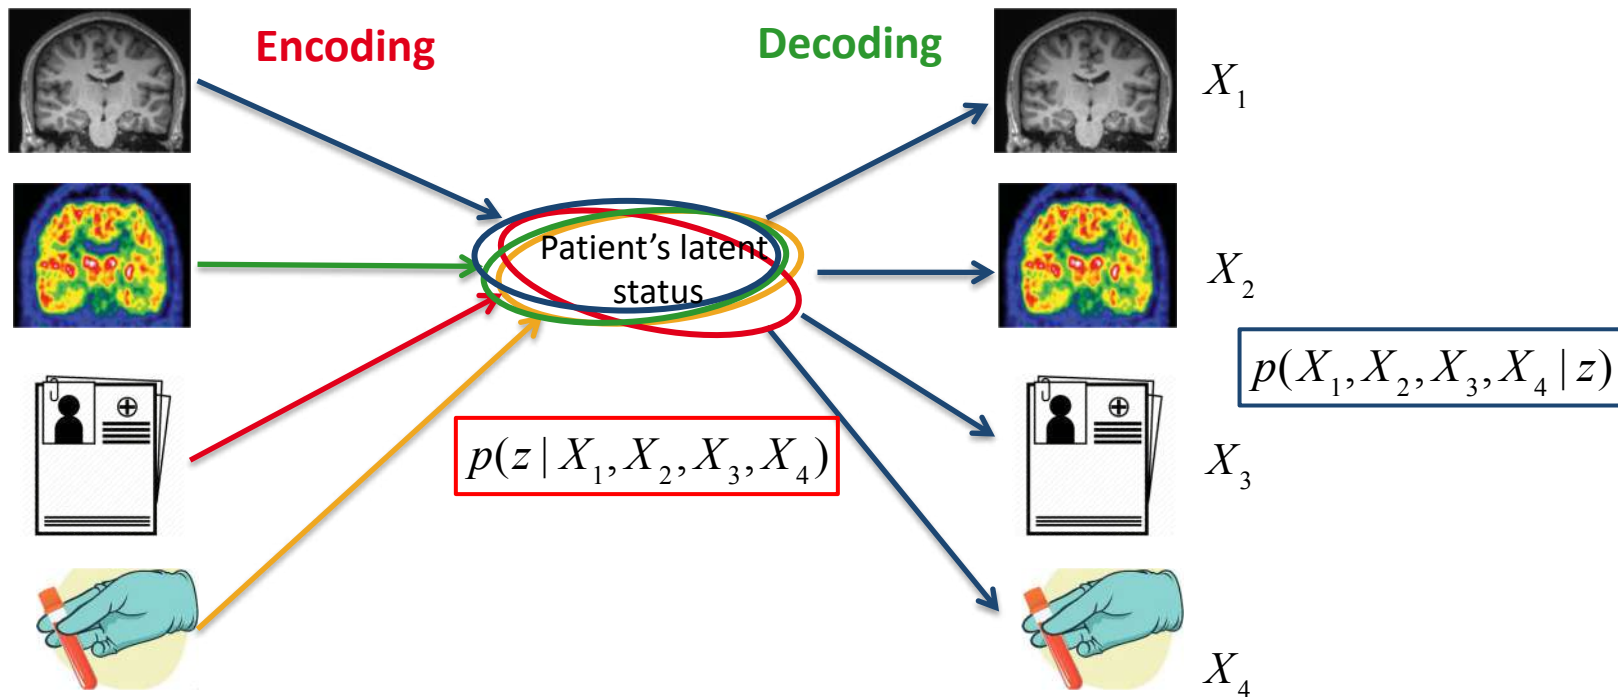 Encoding
Decoding
X₁
Patient's latent
status
X₂
p(X₁, X₂, X₃, X₄ | z)
p(z | X₁, X₂, X₃, X₄)
X₃
X₄